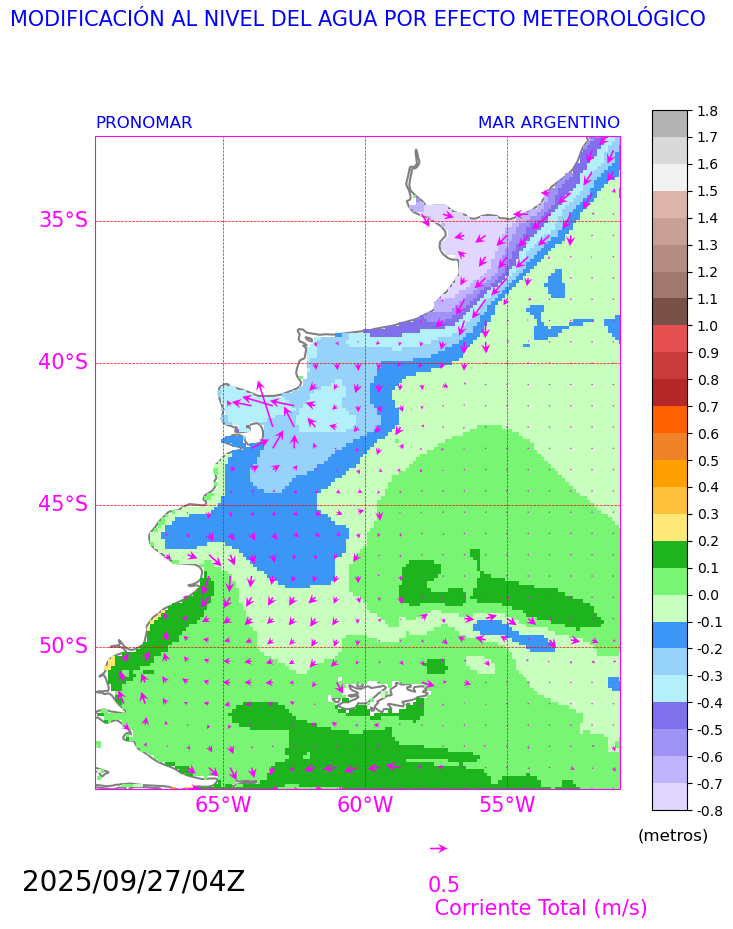 MODIFICACIÓN AL NIVEL DEL AGUA POR EFECTO METEOROLÓGICO
PRONOMAR MAR ARGENTINO
1.8
1.7
1.6
1.5
1.4
1.3
1.2
1.1
1.0
0.9
0.8
0.7
0.6
0.5
0.4
0.3
0.2
0.1
0.0
-0.1
-0.2
-0.3
-0.4
-0.5
-0.6
-0.7
-0.8
(metros)
35°S
40°S
45°S
50°S
65°W 60°W 55°W
2025/09/27/04Z
0.5
Corriente Total (m/s)